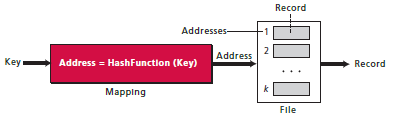 Record
Addresses
1
Key
Address = HashFunction (Key)
Address
2
. . .
Record
k
Mapping
File